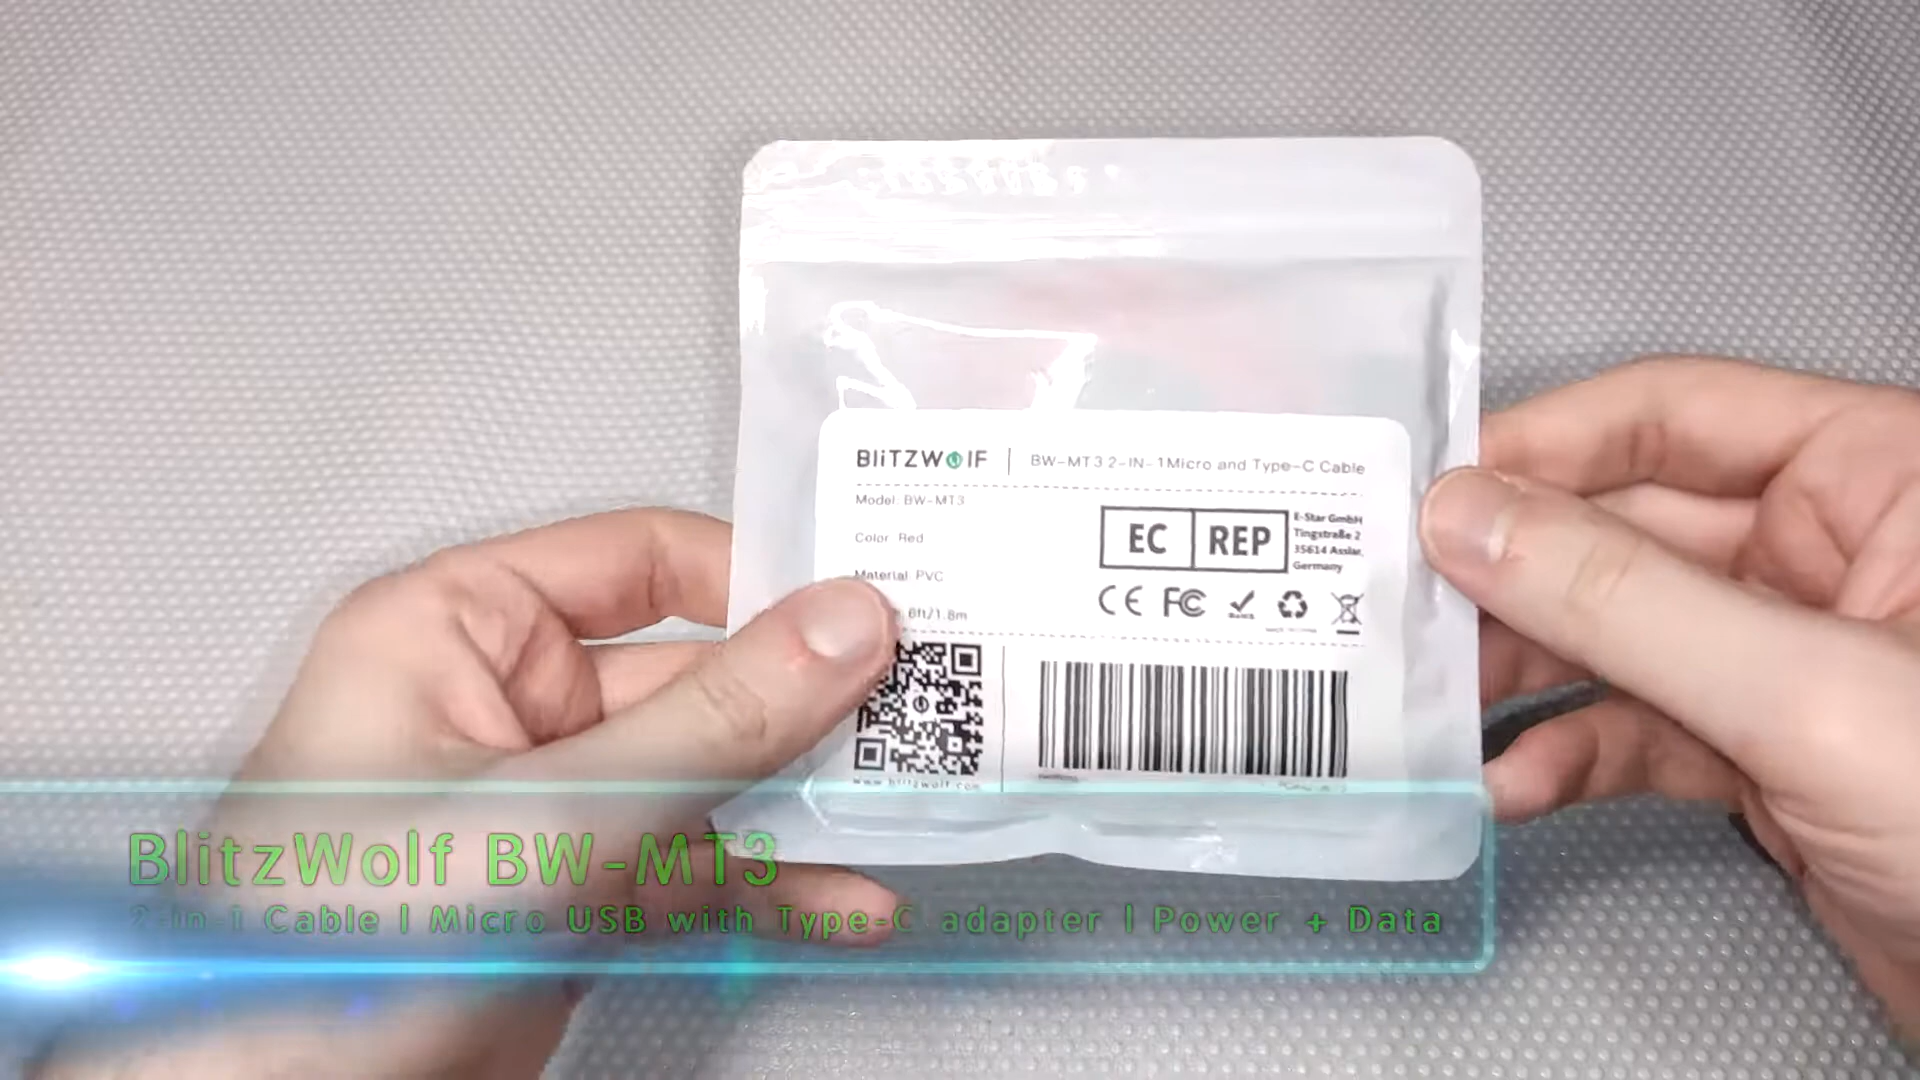 BlitzWolf | BW-MT3 2-IN-1Micro and Type-C Cable
Model: BW-MT3
Color: Red
Material: PVC
6ft/1.8m
EC REP
E-Star GmbH
Tingstraße 2
35614 Asslar,
Germany
CE FC
www.blitzwolf.com
BlitzWolf BW-MT3
2-in-1 Cable | Micro USB with Type-C adapter | Power + Data